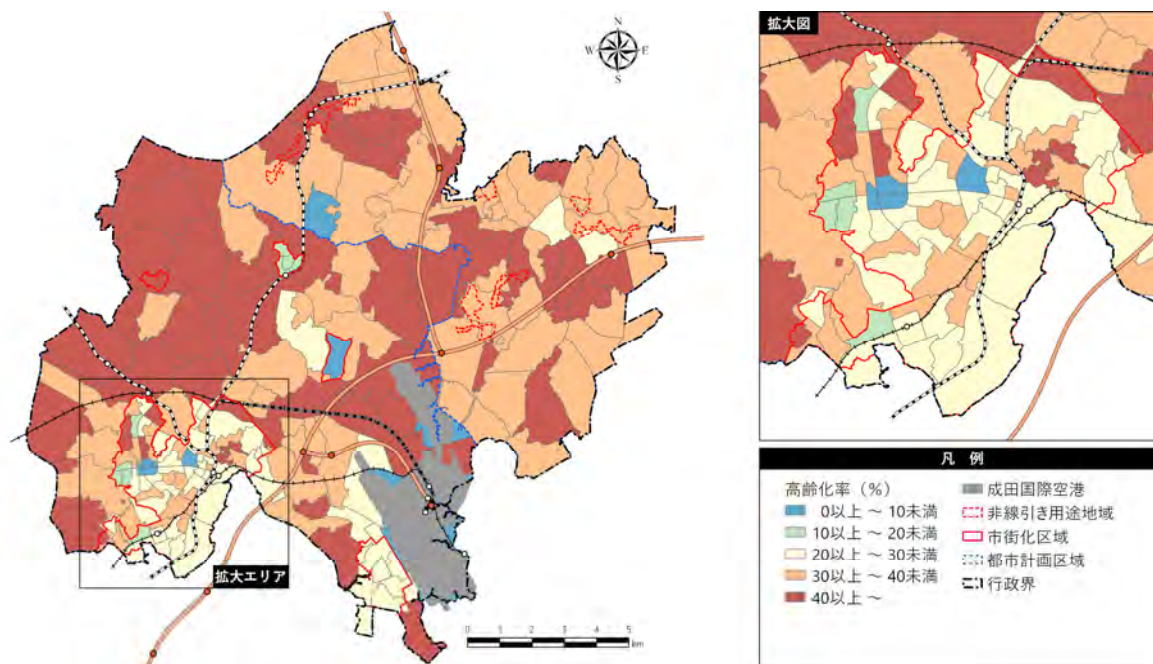 N
W E
S
拡大エリア
0 1 2 3 4 5
km
拡大図
凡 例
高齢化率（%）
0以上 ～ 10未満
10以上 ～ 20未満
20以上 ～ 30未満
30以上 ～ 40未満
40以上 ～
成田国際空港
非線引き用途地域
市街化区域
都市計画区域
行政界